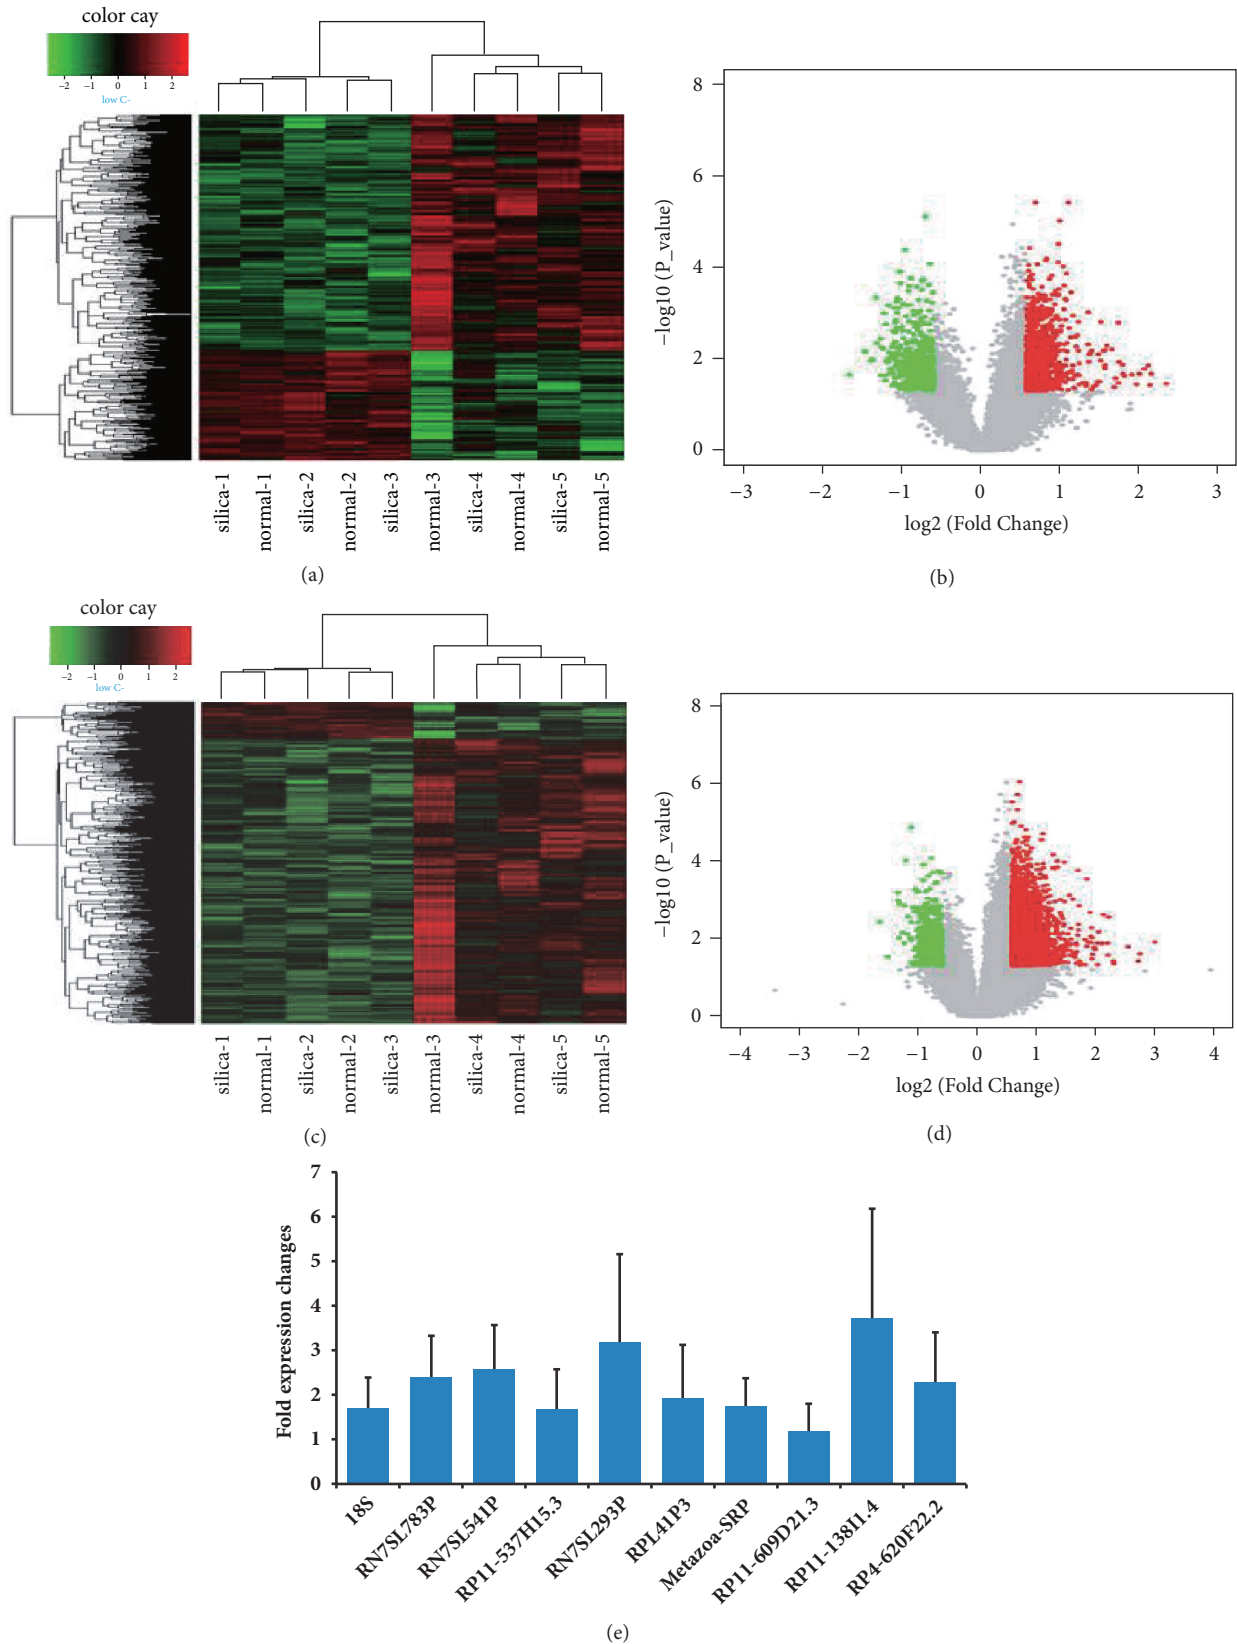 color cay
−2 −1 0 1 2
low C-
silica-1
normal-1
silica-2
normal-2
silica-3
normal-3
silica-4
normal-4
silica-5
normal-5
(a)
8
6
4
2
0
−log10 (P_value)
−3 −2 −1 0 1 2 3
log2 (Fold Change)
(b)
color cay
−2 −1 0 1 2
low C-
silica-1
normal-1
silica-2
normal-2
silica-3
normal-3
silica-4
normal-4
silica-5
normal-5
(c)
8
6
4
2
0
−log10 (P_value)
−4 −3 −2 −1 0 1 2 3 4
log2 (Fold Change)
(d)
7
6
5
4
3
2
1
0
Fold expression changes
18S
RN7SL783P
RN7SL541P
RP11-537H15.3
RN7SL293P
RPL41P3
Metazoa-SRP
RP11-609D21.3
RP11-138I1.4
RP4-620F22.2
(e)